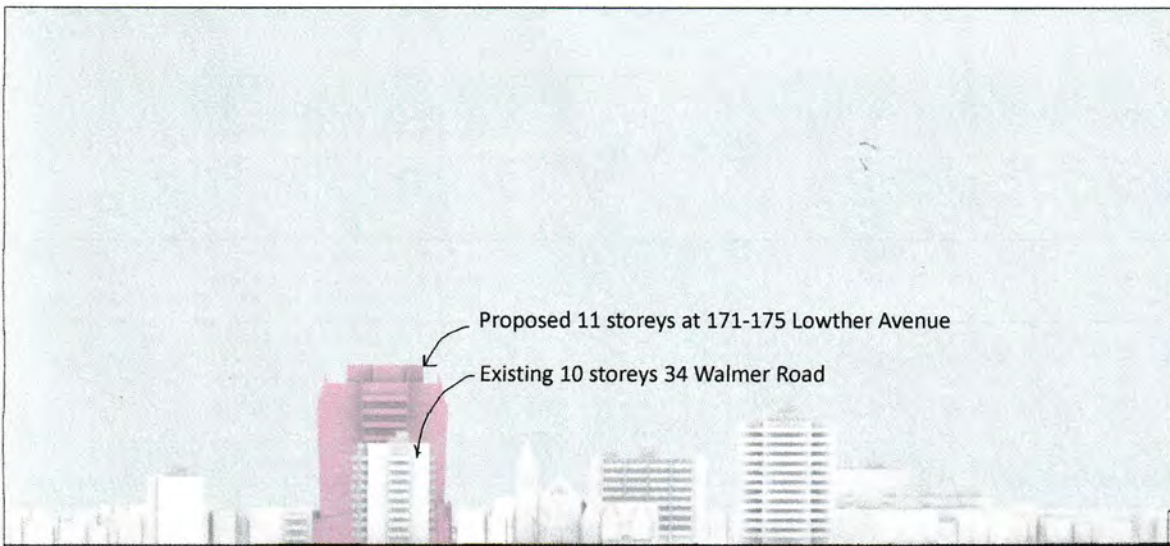 Proposed 11 storeys at 171-175 Lowther Avenue
Existing 10 storeys 34 Walmer Road